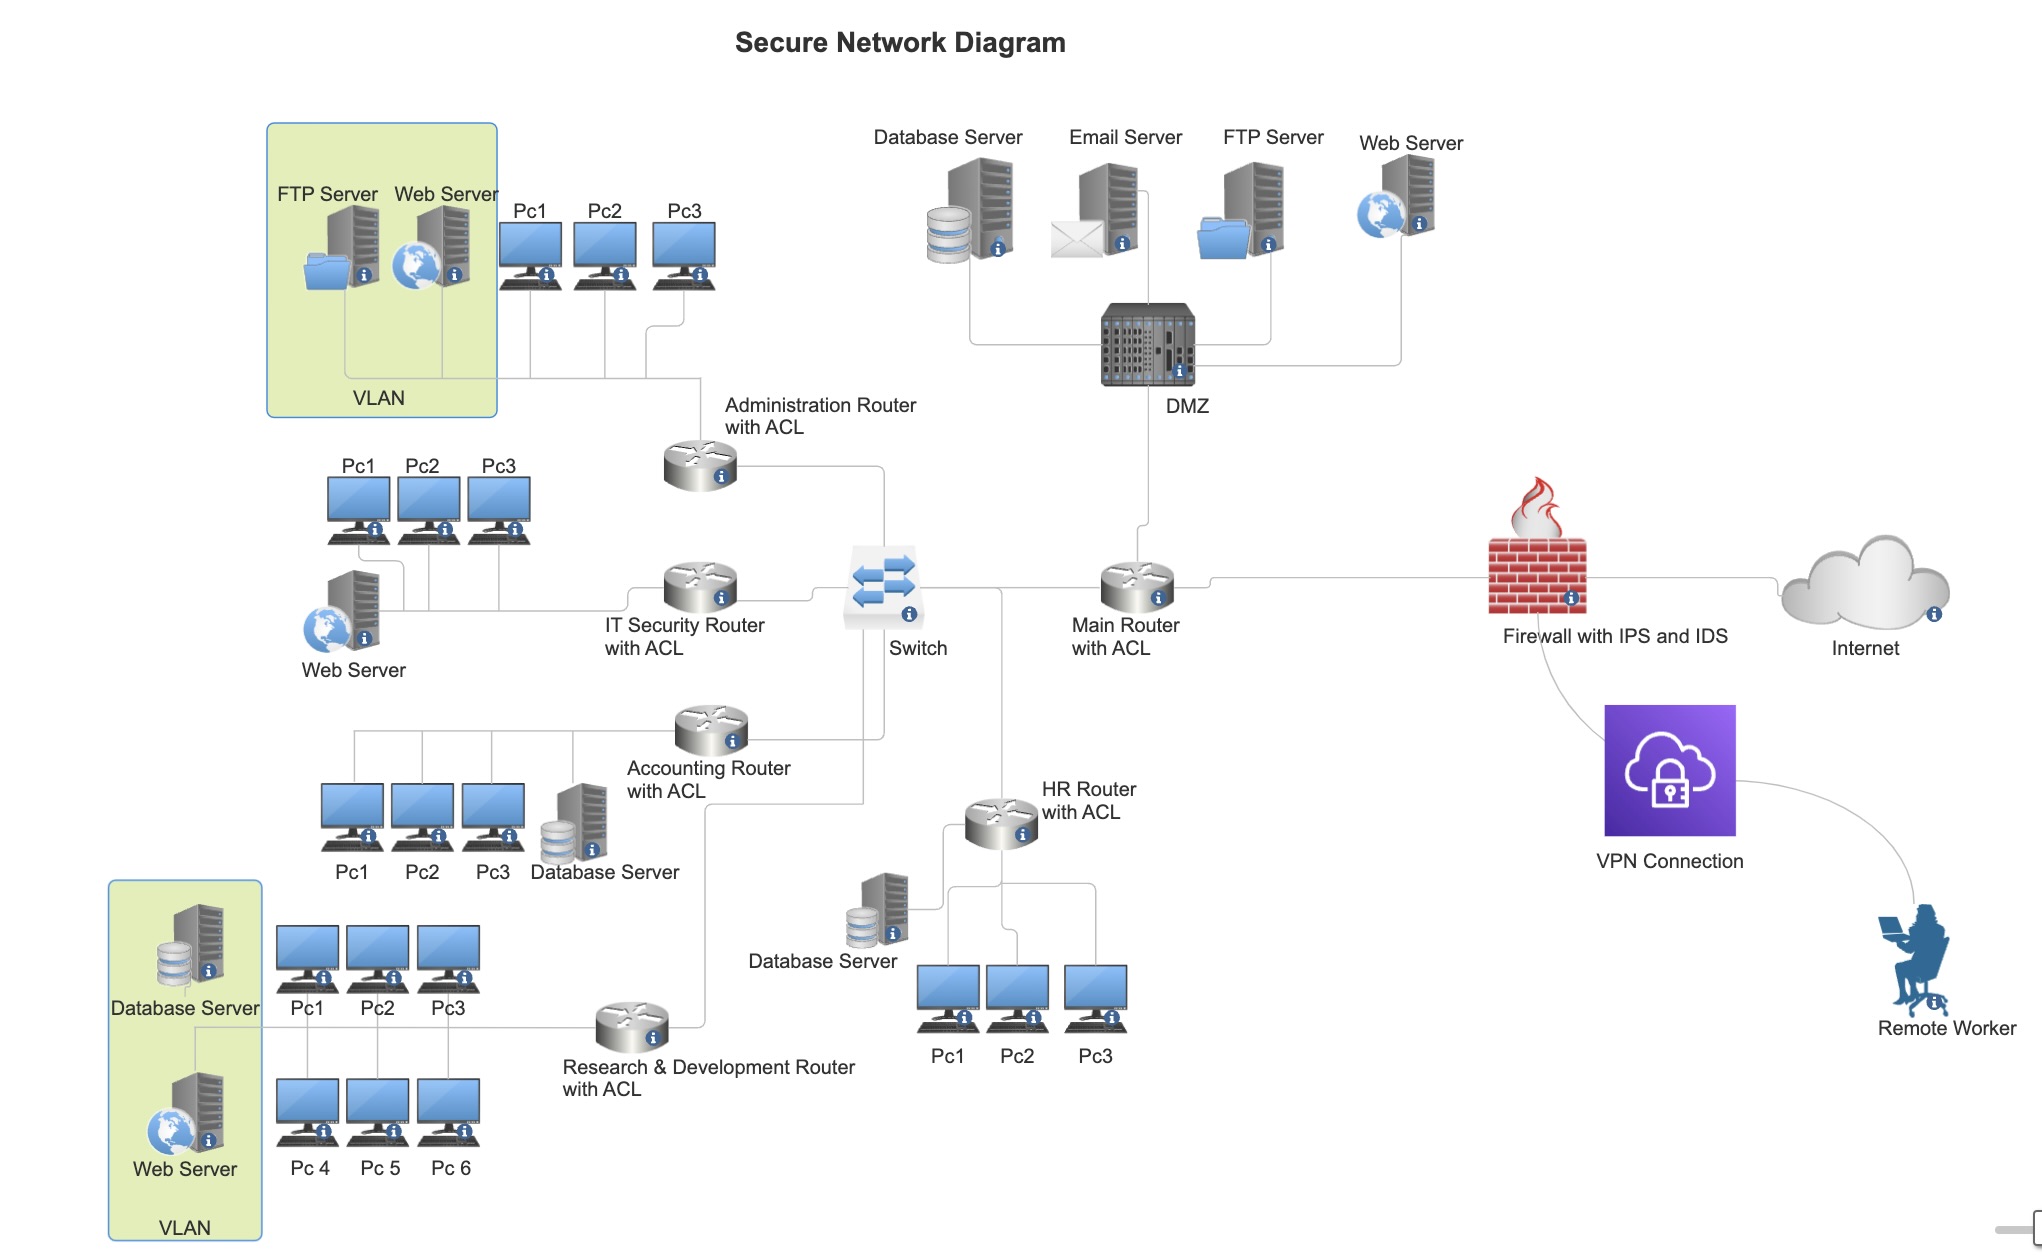 Secure Network Diagram
Database Server
Email Server
FTP Server
Web Server
FTP Server
Web Server
Pc1
Pc2
Pc3
VLAN
DMZ
Administration Router
with ACL
Pc1
Pc2
Pc3
Web Server
IT Security Router
with ACL
Switch
Main Router
with ACL
Firewall with IPS and IDS
Internet
Accounting Router
with ACL
Pc1
Pc2
Pc3
Database Server
HR Router
with ACL
VPN Connection
Database Server
Pc1
Pc2
Pc3
Remote Worker
Database Server
Pc1
Pc2
Pc3
Research & Development Router
with ACL
Web Server
Pc 4
Pc 5
Pc 6
VLAN